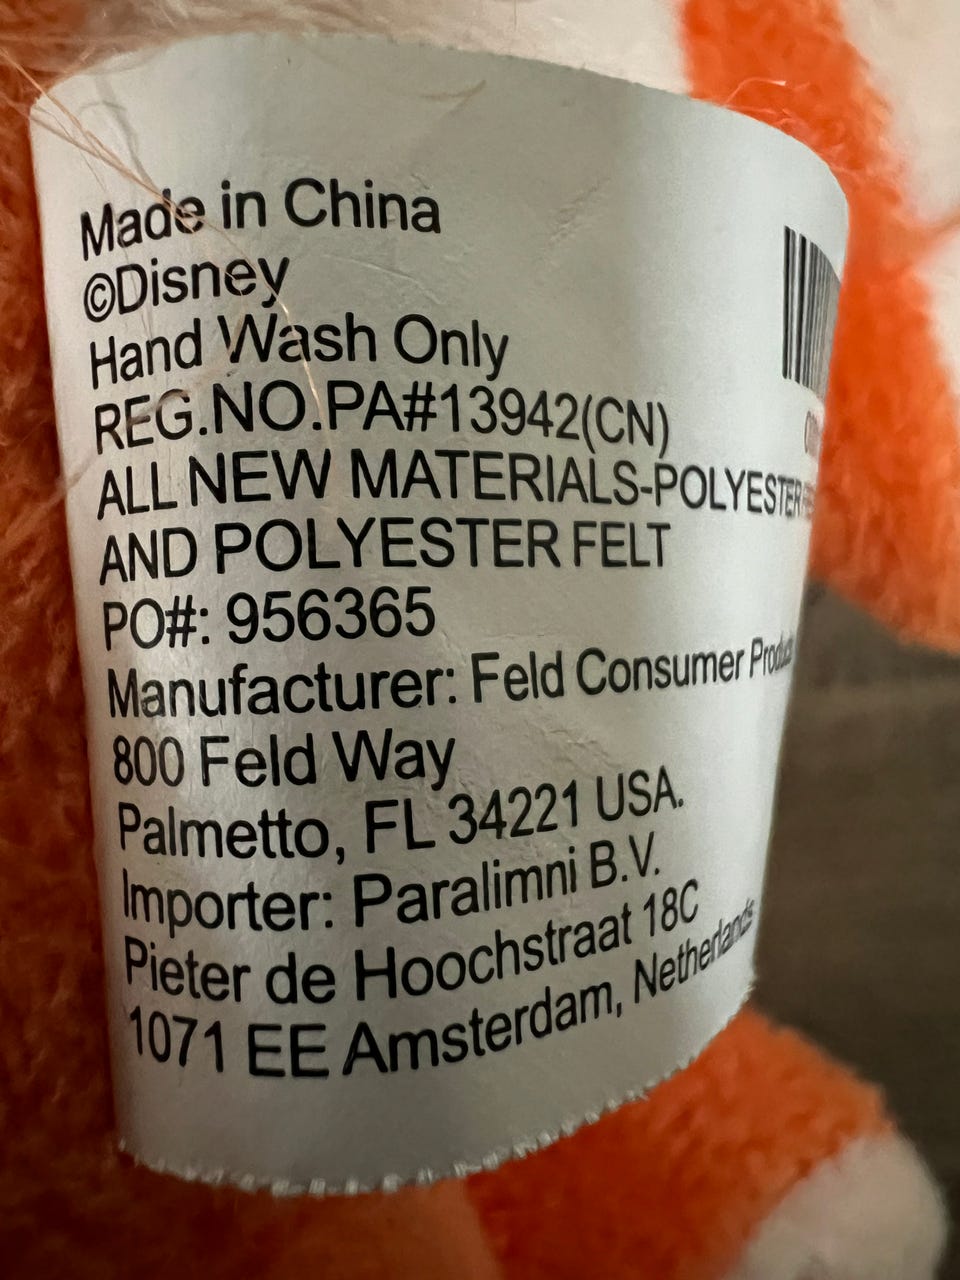 Made in China
©Disney
Hand Wash Only
REG.NO.PA#13942(CN)
ALL NEW MATERIALS-POLYESTER
AND POLYESTER FELT
PO#: 956365
Manufacturer: Feld Consumer Products
800 Feld Way
Palmetto, FL 34221 USA.
Importer: Paralimni B.V.
Pieter de Hoochstraat 18C
1071 EE Amsterdam, Netherlands